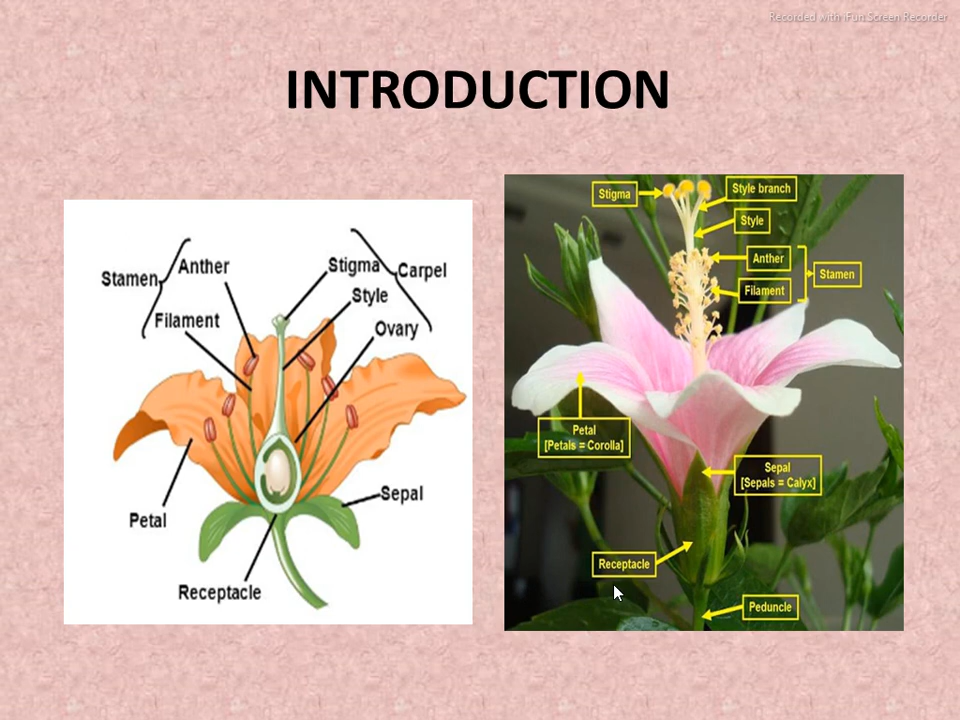 Recorded with iFun Screen Recorder
INTRODUCTION
Stamen
Anther
Filament
Stigma
Carpel
Style
Ovary
Petal
Sepal
Receptacle
Stigma
Style branch
Style
Anther
Stamen
Filament
Petal
[Petals = Corolla]
Sepal
[Sepals = Calyx]
Receptacle
Peduncle